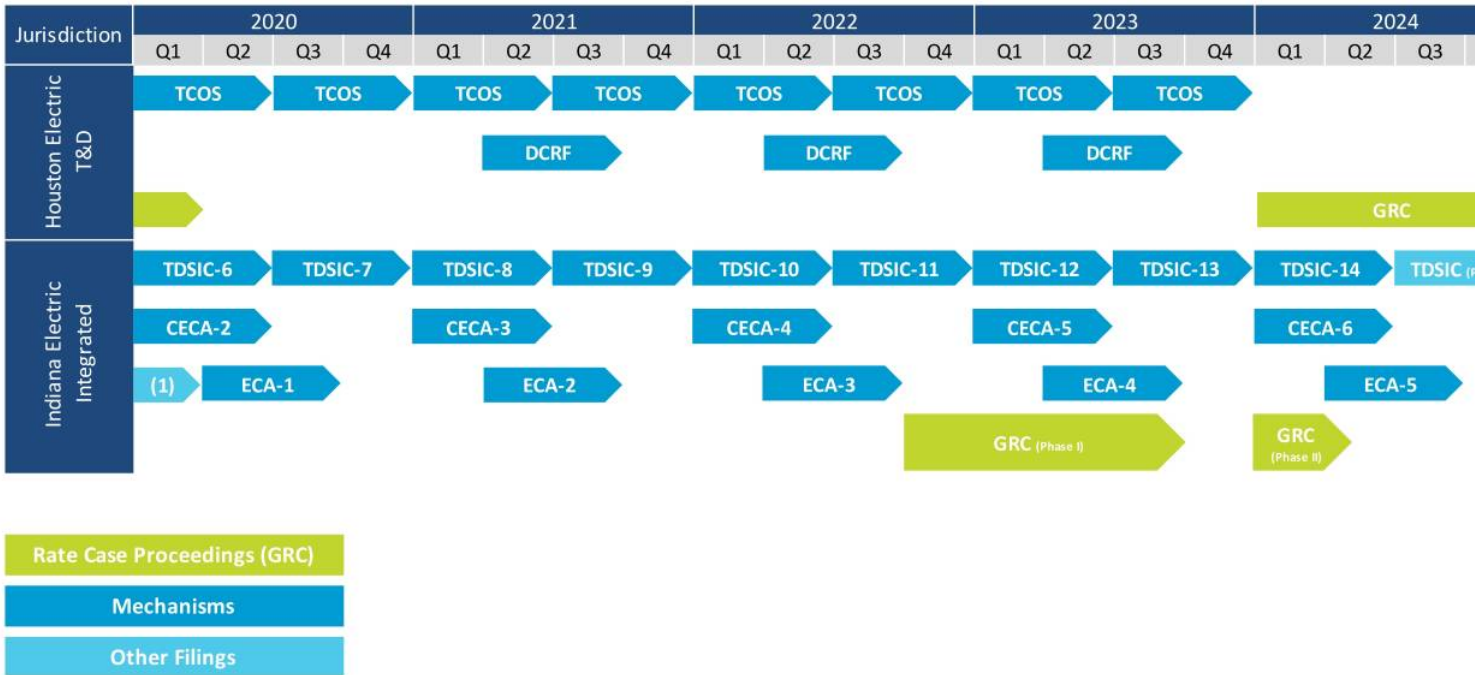 Jurisdiction
2020 2021 2022 2023 2024
Q1 Q2 Q3 Q4 Q1 Q2 Q3 Q4 Q1 Q2 Q3 Q4 Q1 Q2 Q3 Q4 Q1 Q2 Q3
Houston Electric
T&D
TCOS TCOS TCOS TCOS TCOS TCOS TCOS TCOS
DCRF DCRF DCRF
GRC
Indiana Electric
Integrated
TDSIC-6 TDSIC-7 TDSIC-8 TDSIC-9 TDSIC-10 TDSIC-11 TDSIC-12 TDSIC-13 TDSIC-14 TDSIC
CECA-2 CECA-3 CECA-4 CECA-5 CECA-6
(1) ECA-1 ECA-2 ECA-3 ECA-4 ECA-5
GRC (Phase I) GRC
(Phase II)
Rate Case Proceedings (GRC)
Mechanisms
Other Filings